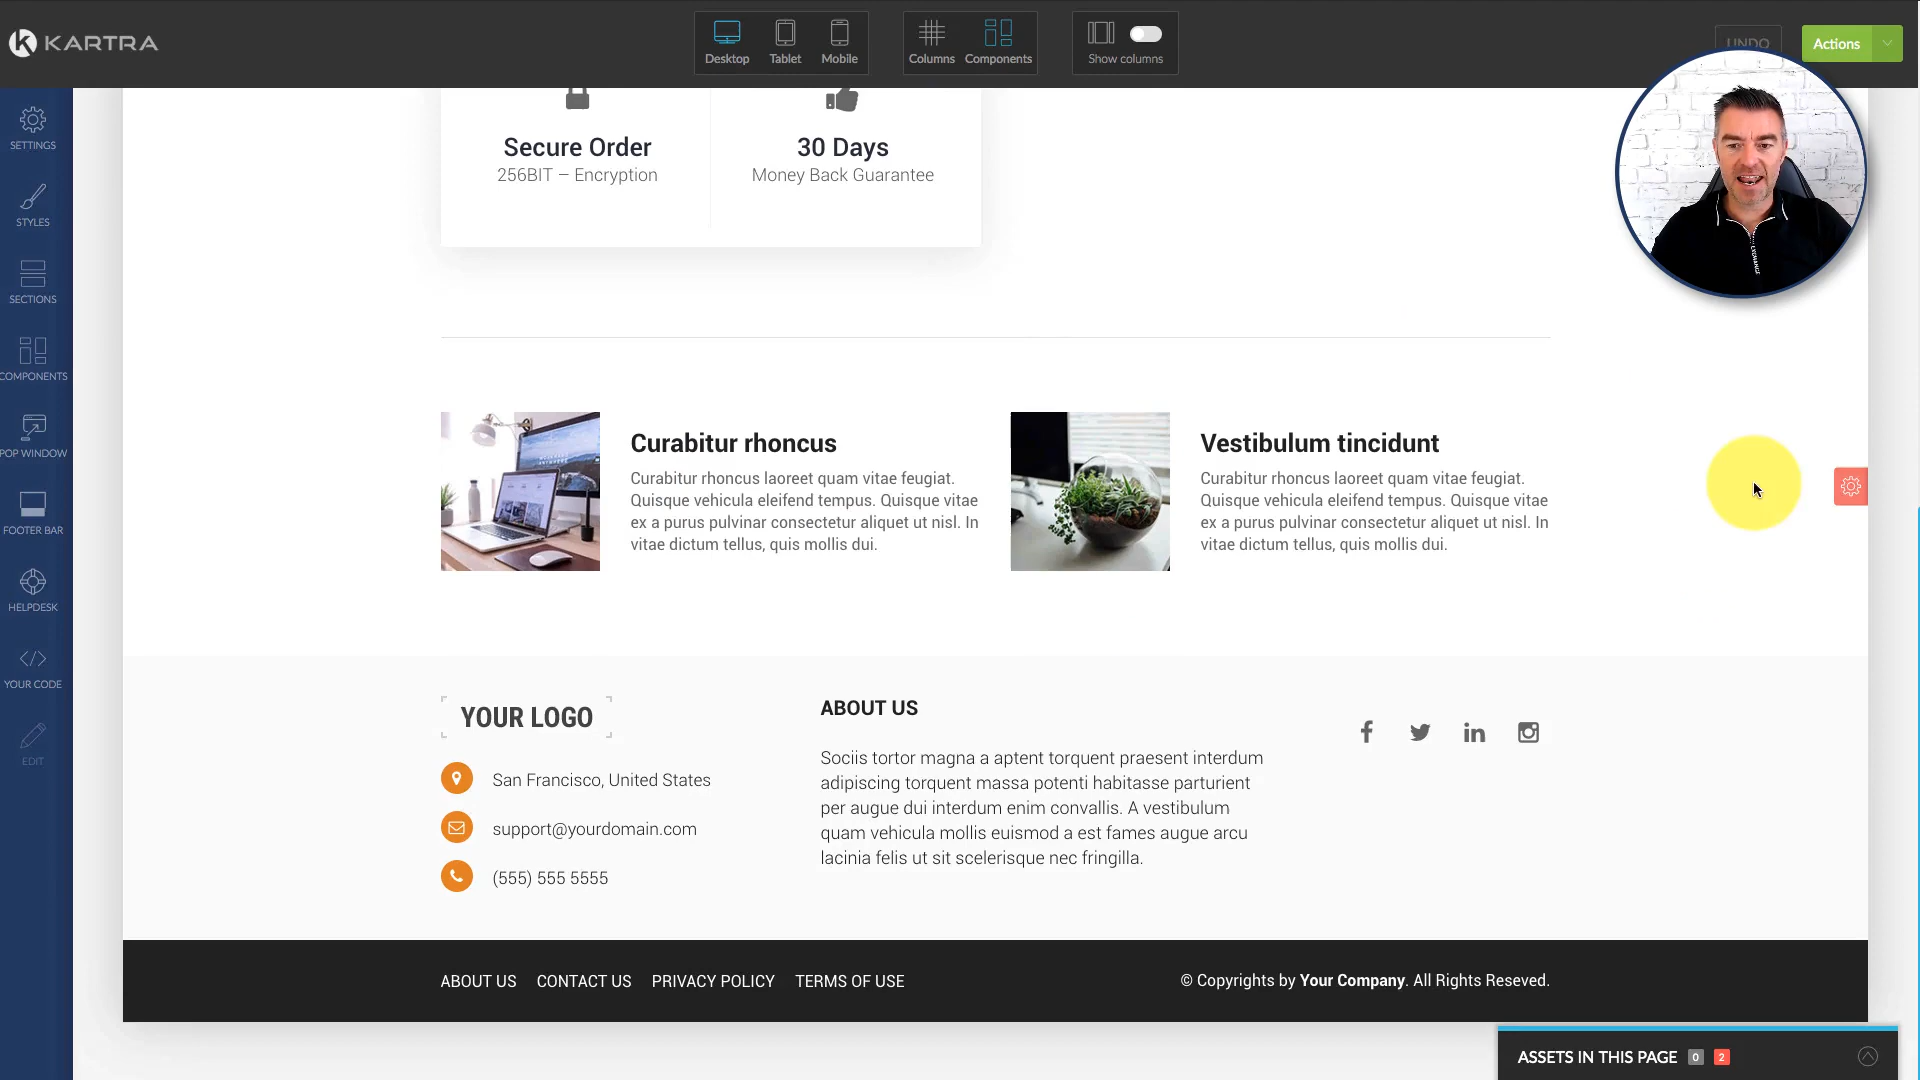 KARTRA
Desktop
Tablet
Mobile
Columns
Components
Show columns
UNDO
Actions
SETTINGS
STYLES
SECTIONS
COMPONENTS
POP WINDOW
FOOTER BAR
HELPDESK
YOUR CODE
EDIT
Secure Order
256BIT – Encryption
30 Days
Money Back Guarantee
Curabitur rhoncus
Curabitur rhoncus laoreet quam vitae feugiat.
Quisque vehicula eleifend tempus. Quisque vitae
ex a purus pulvinar consectetur aliquet ut nisl. In
vitae dictum tellus, quis mollis dui.
Vestibulum tincidunt
Curabitur rhoncus laoreet quam vitae feugiat.
Quisque vehicula eleifend tempus. Quisque vitae
ex a purus pulvinar consectetur aliquet ut nisl. In
vitae dictum tellus, quis mollis dui.
YOUR LOGO
San Francisco, United States
support@yourdomain.com
(555) 555 5555
ABOUT US
Sociis tortor magna a aptent torquent praesent interdum
adipiscing torquent massa potenti habitasse parturient
per augue dui interdum enim convallis. A vestibulum
quam vehicula mollis euismod a est fames augue arcu
lacinia felis ut sit scelerisque nec fringilla.
ABOUT US CONTACT US PRIVACY POLICY TERMS OF USE
© Copyrights by Your Company. All Rights Reseved.
ASSETS IN THIS PAGE 0 2